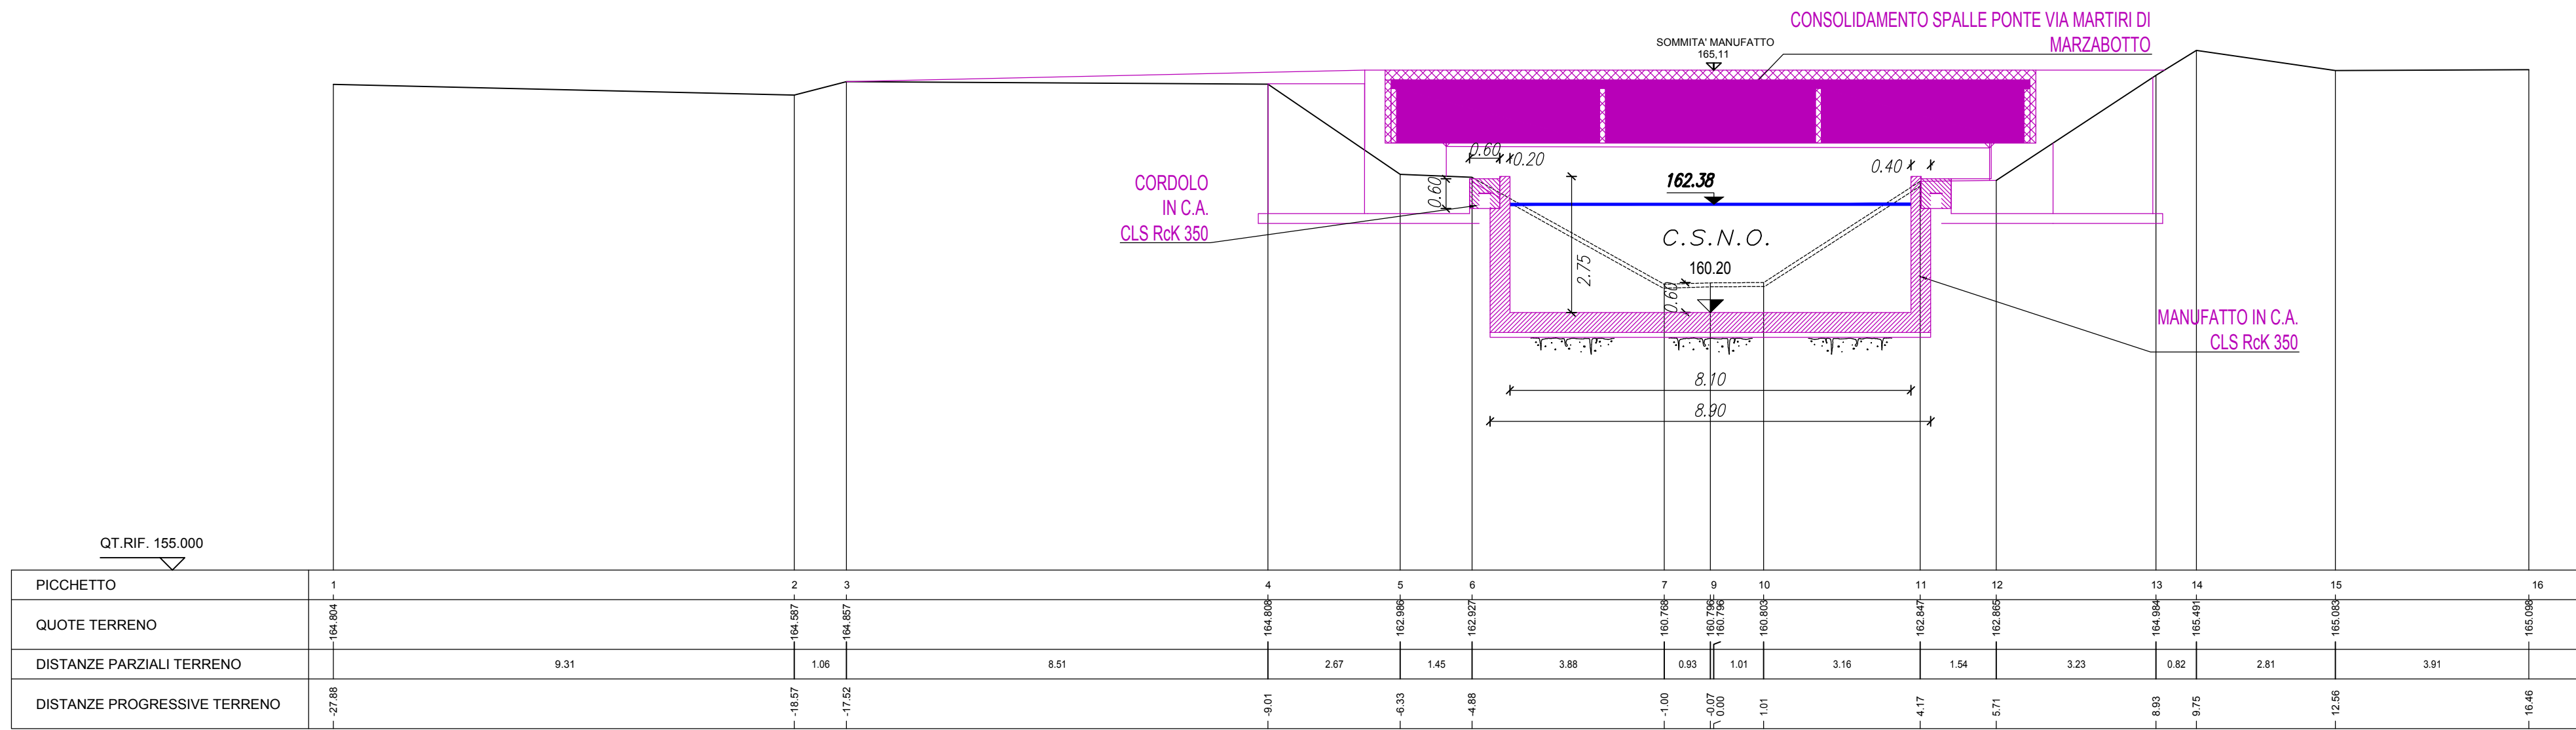 CONSOLIDAMENTO SPALLE PONTE VIA MARTIRI DI
MARZABOTTO
SOMMITA' MANUFATTO
165,11
0.60
0.20
0.40
0.60
162.38
CORDOLO
IN C.A.
CLS RcK 350
C.S.N.O.
2.75
160.20
0.60
MANUFATTO IN C.A.
CLS RcK 350
8.10
8.90
QT.RIF. 155.000
PICCHETTO 1 2 3 4 5 6 7 9 10 11 12 13 14 15 16
QUOTE TERRENO 164.804 164.587 164.857 164.808 162.986 162.927 160.768 160.796 160.796 160.803 162.847 162.865 164.984 165.491 165.083 165.098
DISTANZE PARZIALI TERRENO 9.31 1.06 8.51 2.67 1.45 3.88 0.93 1.01 3.16 1.54 3.23 0.82 2.81 3.91
DISTANZE PROGRESSIVE TERRENO -27.88 -18.57 -17.52 -9.01 -6.33 -4.88 -1.00 -0.07 0.00 1.01 4.17 5.71 8.93 9.75 12.56 16.46